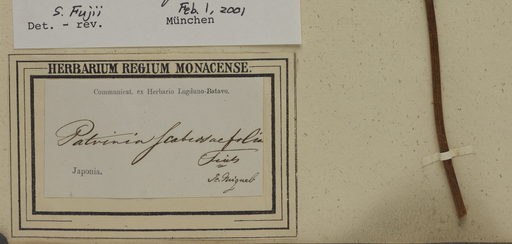 S. Fujii Feb. 1, 2001
Det. - rev. München
HERBARIUM REGIUM MONACENSE.
Communicat. ex Herbario Lugduno-Batavo.
Patrinia scabiosaefolia
Japonia.
Miquel